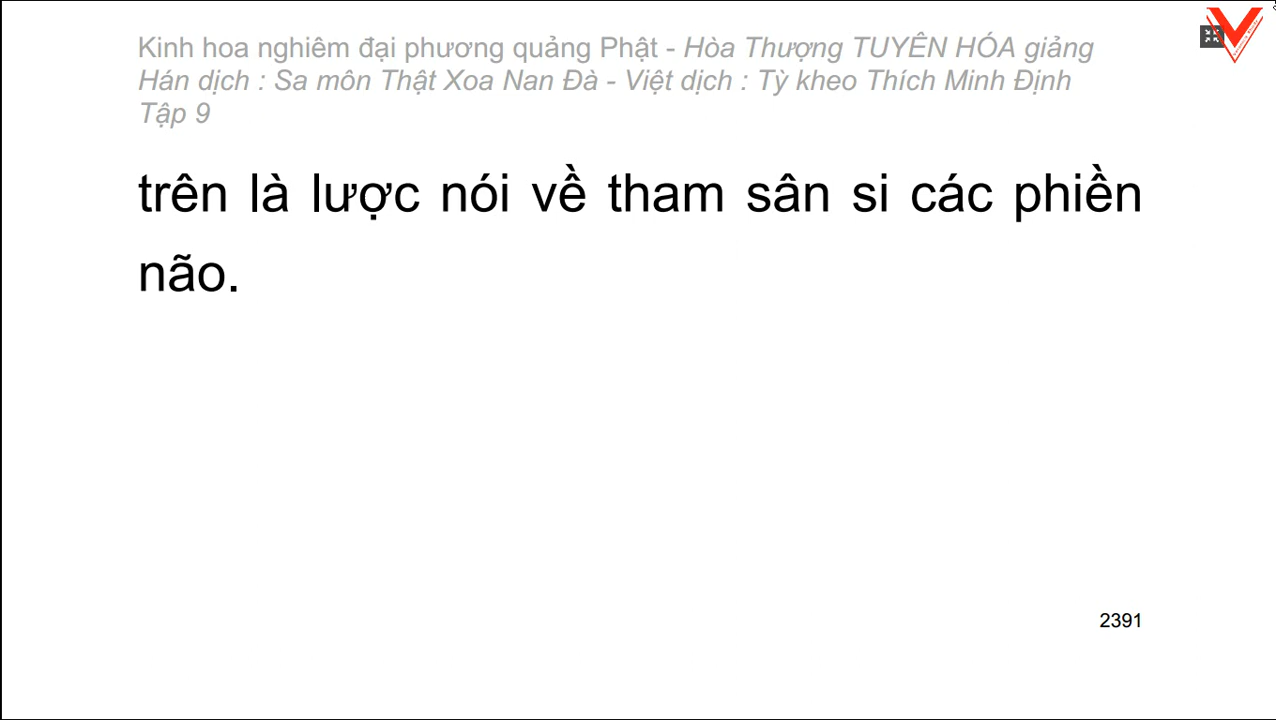 Kinh hoa nghiêm đại phương quảng Phật - Hòa Thượng TUYÊN HÓA giảng
Hán dịch : Sa môn Thật Xoa Nan Đà - Việt dịch : Tỳ kheo Thích Minh Định
Tập 9
trên là lược nói về tham sân si các phiền
não.
2391